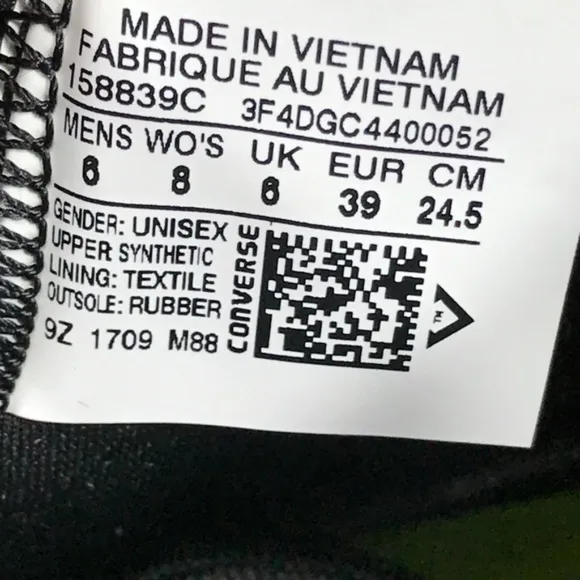 MADE IN VIETNAM
FABRIQUE AU VIETNAM
158839C 3F4DGC4400052
MENS WO'S UK EUR CM
6 8 6 39 24.5
GENDER: UNISEX
UPPER: SYNTHETIC
LINING: TEXTILE
OUTSOLE: RUBBER
9Z 1709 M88
CONVERSE
TM